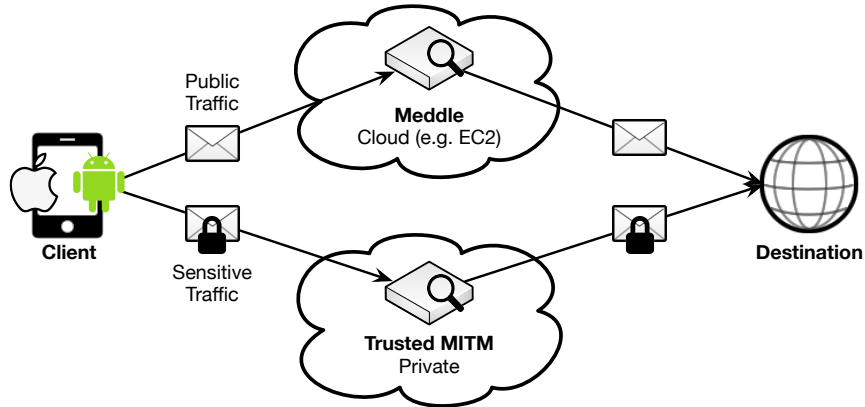 Public
Traffic
Meddle
Cloud (e.g. EC2)
Client
Destination
Sensitive
Traffic
Trusted MITM
Private